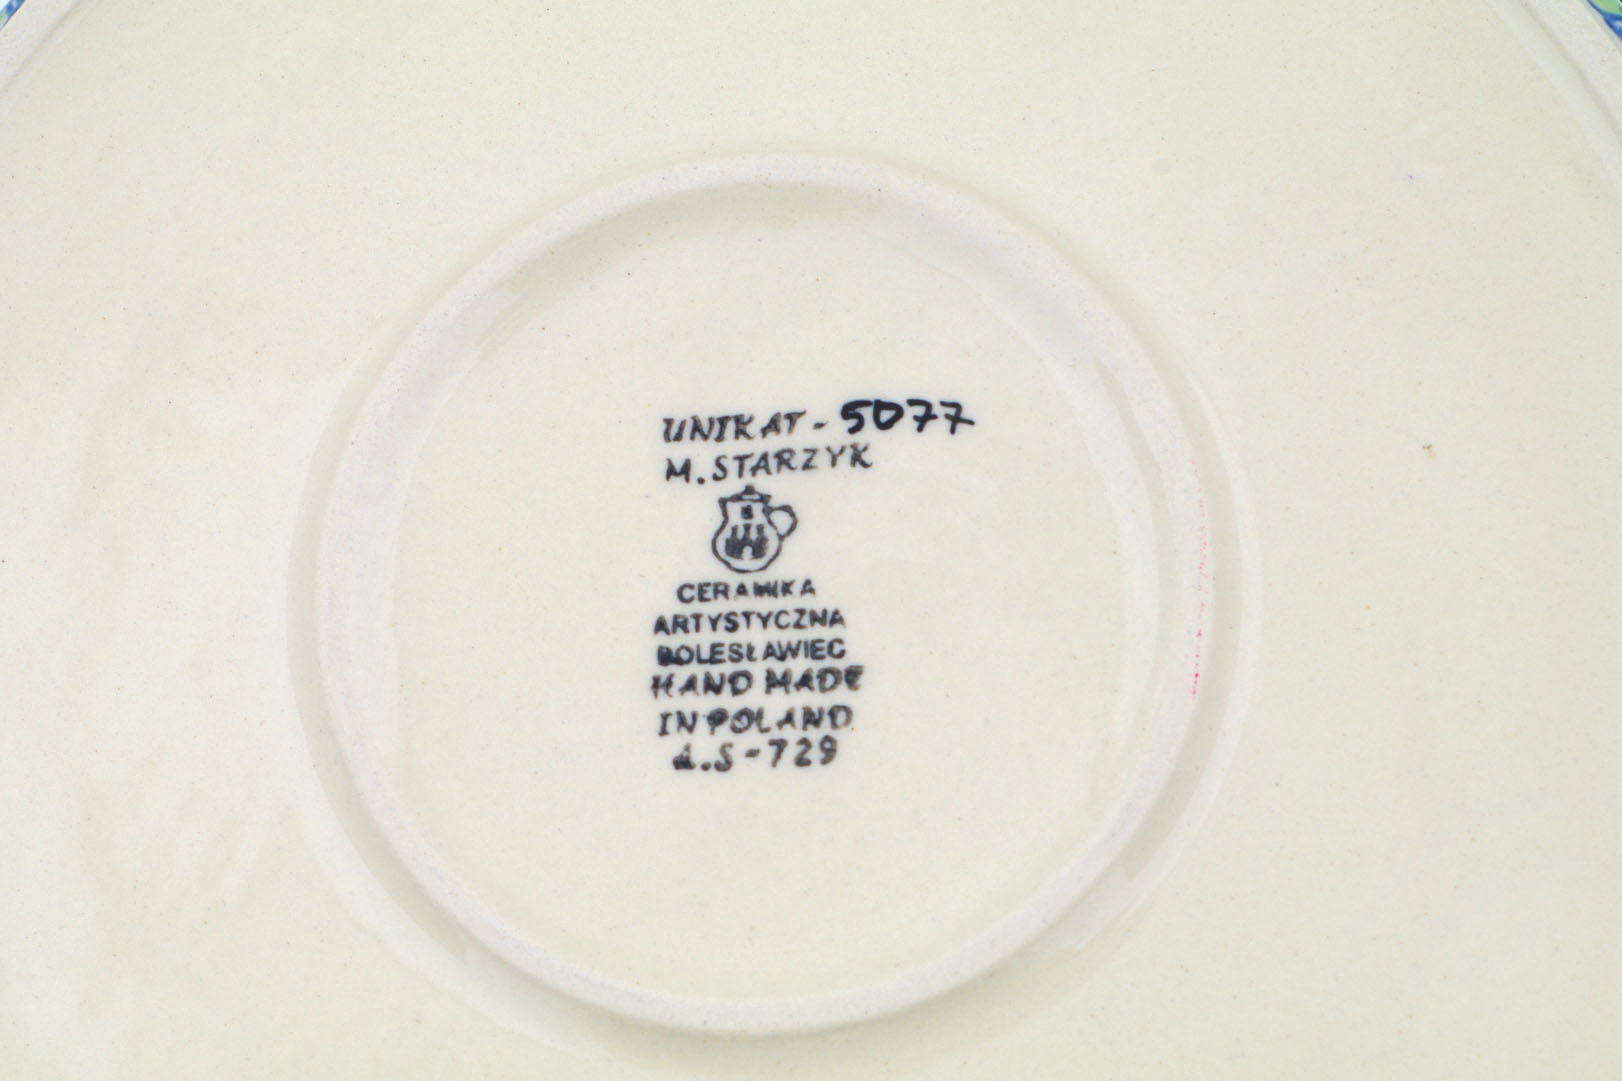 UNIKAT - 5077
M. STARZYK
CERAMIKA
ARTYSTYCZNA
BOLESŁAWIEC
HAND MADE
IN POLAND
A.S-729